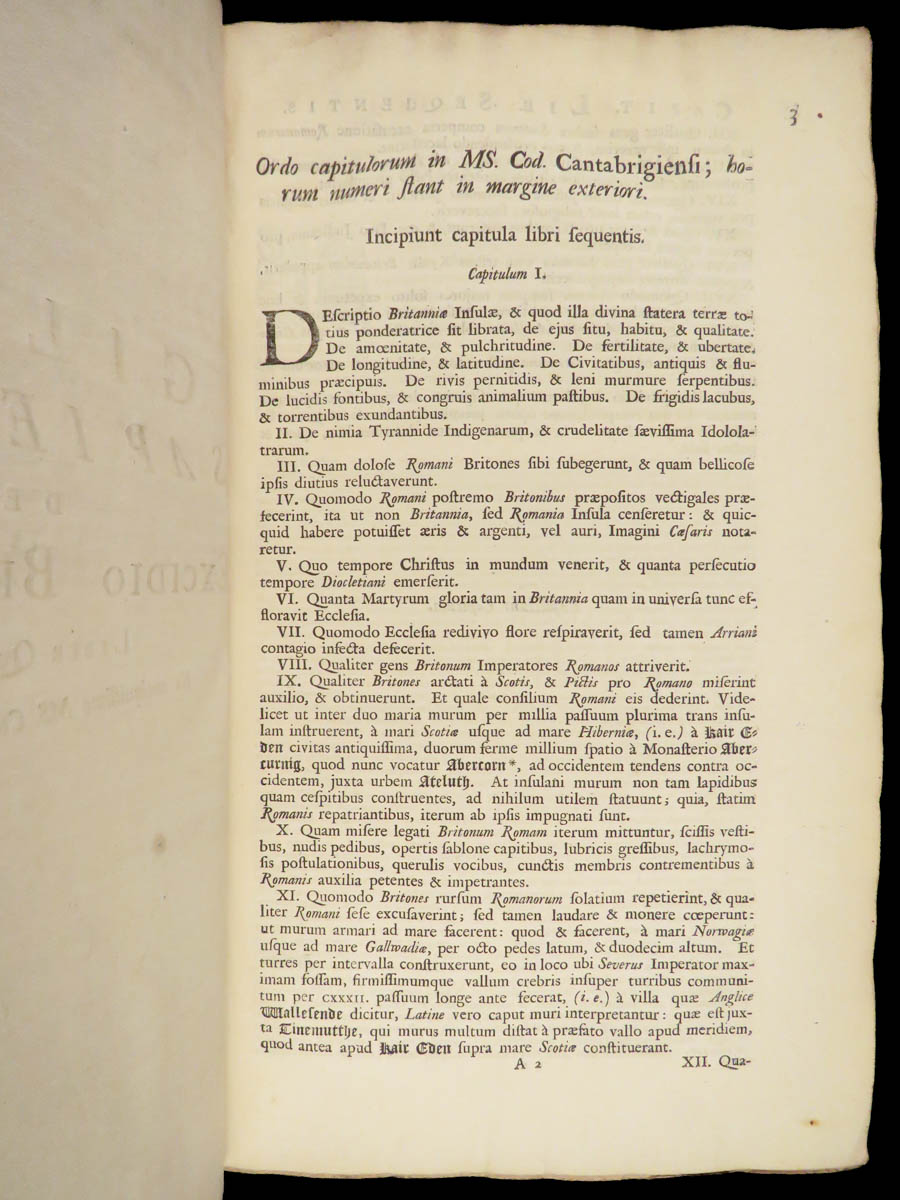 3
Ordo capitulorum in MS. Cod. Cantabrigienſi; ho-
rum numeri ſtant in margine exteriori.
Incipiunt capitula libri ſequentis.
Capitulum I.
DEſcriptio Britanniæ Inſulæ, & quod illa divina ſtatera terræ to-
tius ponderatrice ſit librata, de ejus ſitu, habitu, & qualitate.
De amœnitate, & pulchritudine. De fertilitate, & ubertate.
De longitudine, & latitudine. De Civitatibus, antiquis & flu-
minibus præcipuis. De rivis pernitidis, & leni murmure ſerpentibus.
De lucidis fontibus, & congruis animalium paſtibus. De frigidis lacubus,
& torrentibus exundantibus.
II. De nimia Tyrannide Indigenarum, & crudelitate ſæviſſima Idolola-
trarum.
III. Quam doloſe Romani Britones ſibi ſubegerunt, & quam bellicoſe
ipſis diutius reluctaverunt.
IV. Quomodo Romani poſtremo Britonibus præpoſitos vectigales præ-
fecerint, ita ut non Britannia, ſed Romania Inſula cenſeretur: & quic-
quid habere potuiſſet æris & argenti, vel auri, Imagini Cæſaris nota-
retur.
V. Quo tempore Chriſtus in mundum venerit, & quanta perſecutio
tempore Diocletiani emerſerit.
VI. Quanta Martyrum gloria tam in Britannia quam in univerſa tunc ef-
floravit Eccleſia.
VII. Quomodo Eccleſia redivivo flore reſpiraverit, ſed tamen Arriani
contagio infecta defecerit.
VIII. Qualiter gens Britonum Imperatores Romanos attriverit.
IX. Qualiter Britones arctati à Scotis, & Pictis pro Romano miſerint
auxilio, & obtinuerunt. Et quale conſilium Romani eis dederint. Vide-
licet ut inter duo maria murum per millia paſſuum plurima trans inſu-
lam inſtruerent, à mari Scotiæ uſque ad mare Hiberniæ, (i. e.) à Kair E-
den civitas antiquiſſima, duorum ferme millium ſpatio à Monaſterio Aber-
curnig, quod nunc vocatur Abercorn*, ad occidentem tendens contra oc-
cidentem, juxta urbem Atcluth. At inſulani murum non tam lapidibus
quam ceſpitibus conſtruentes, ad nihilum utilem ſtatuunt; quia, ſtatim
Romanis repatriantibus, iterum ab ipſis impugnati ſunt.
X. Quam miſere legati Britonum Romam iterum mittuntur, ſciſſis veſti-
bus, nudis pedibus, opertis ſablone capitibus, lubricis greſſibus, lachrymo-
ſis poſtulationibus, querulis vocibus, cunctis membris contrementibus à
Romanis auxilia petentes & impetrantes.
XI. Quomodo Britones rurſum Romanorum ſolatium repetierint, & qua-
liter Romani ſeſe excuſaverint; ſed tamen laudare & monere cœperunt:
ut murum armari ad mare facerent: quod & facerent, à mari Norwagiæ
uſque ad mare Gallwadiæ, per octo pedes latum, & duodecim altum. Et
turres per intervalla conſtruxerunt, eo in loco ubi Severus Imperator max-
imam foſſam, firmiſſimumque vallum crebris inſuper turribus communi-
tum per CXXXII. paſſuum longe ante fecerat, (i. e.) à villa quæ Anglice
Walleſende dicitur, Latine vero caput muri interpretantur: quæ eſt jux-
ta Tinemutthe, qui murus multum diſtat à præfato vallo apud meridiem,
quod antea apud Kair Eden ſupra mare Scotiæ conſtituerant.
A 2 XII. Qua-